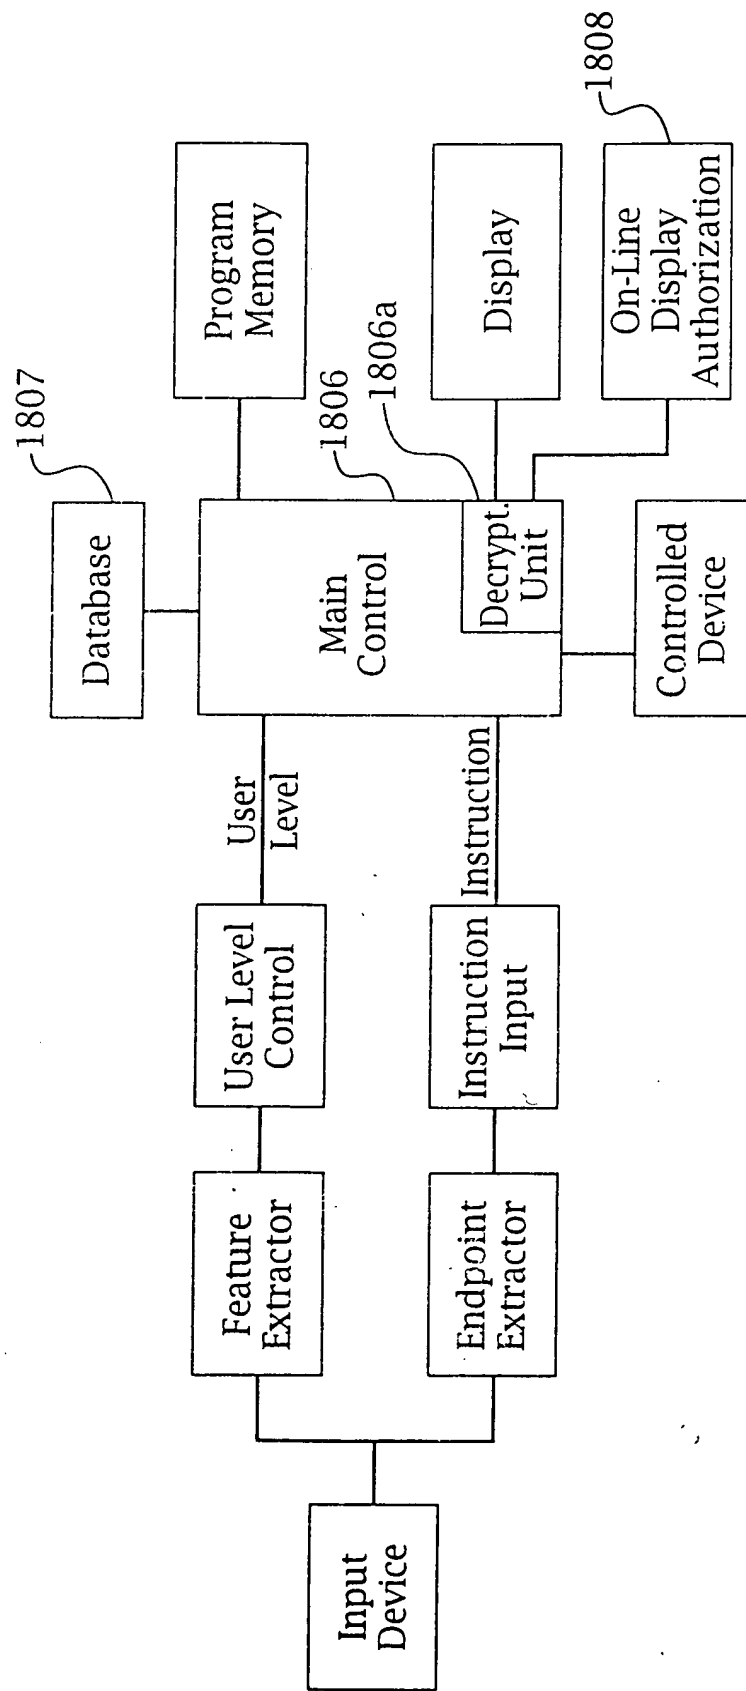 Input
Device
Feature
Extractor
Endpoint
Extractor
User Level
Control
Instruction
Input
User
Level
Instruction
Database
1807
Main
Control
1806
Decrypt.
Unit
1806a
Controlled
Device
Program
Memory
Display
On-Line
Display
Authorization
1808